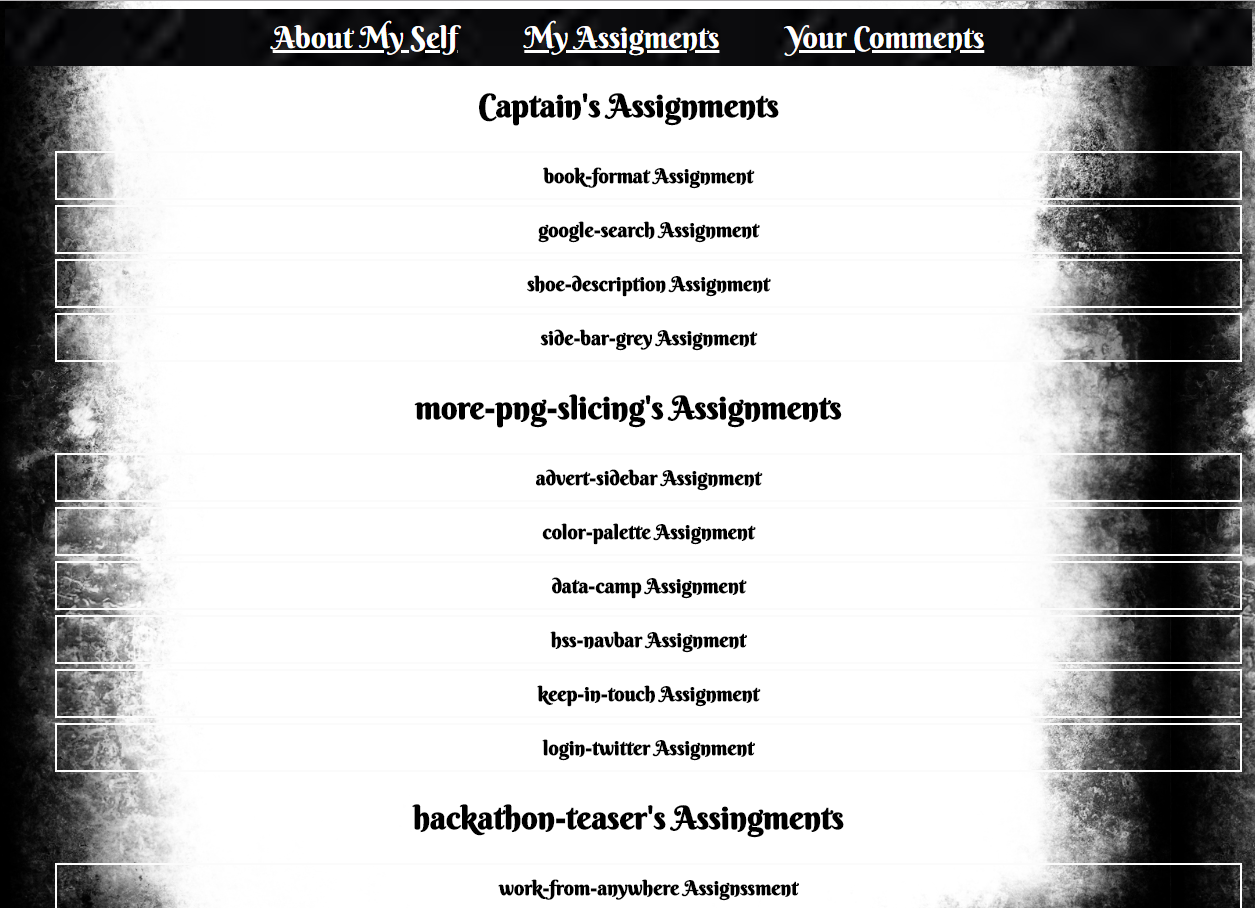 About My Self My Assigments Your Comments
Captain's Assignments
book-format Assignment
google-search Assignment
shoe-description Assignment
side-bar-grey Assignment
more-png-slicing's Assignments
advert-sidebar Assignment
color-palette Assignment
data-camp Assignment
hss-navbar Assignment
keep-in-touch Assignment
login-twitter Assignment
hackathon-teaser's Assingments
work-from-anywhere Assignssment